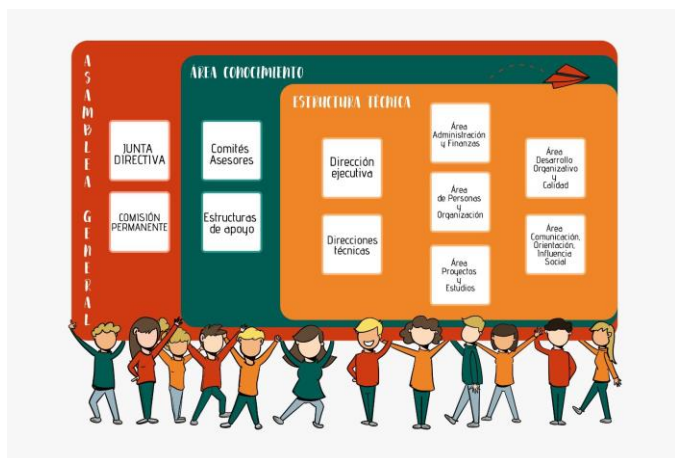 ASAMBLEA GENERAL
JUNTA
DIRECTIVA
COMISIÓN
PERMANENTE
ÁREA CONOCIMIENTO
Comités
Asesores
Estructuras
de apoyo
ESTRUCTURA TÉCNICA
Dirección
ejecutiva
Direcciones
técnicas
Área
Administración
y Finanzas
Área
de Personas
y
Organización
Área
Proyectos
y
Estudios
Área
Desarrollo
Organizativo
y
Calidad
Área
Comunicación,
Orientación,
Influencia
Social